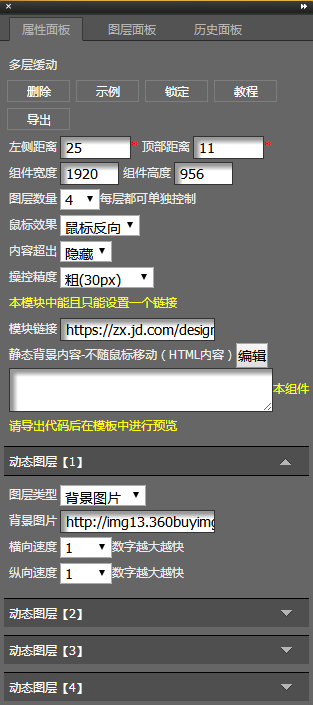 属性面板 图层面板 历史面板
多层缓动
删除 示例 锁定 教程
导出
左侧距离 25 * 顶部距离 11 *
组件宽度 1920 组件高度 956
图层数量 4 每层都可单独控制
鼠标效果 鼠标反向
内容超出 隐藏
操控精度 粗(30px)
本模块中能且只能设置一个链接
模块链接 https://zx.jd.com/design
静态背景内容-不随鼠标移动（HTML内容） 编辑
本组件
请导出代码后在模板中进行预览
动态图层【1】
图层类型 背景图片
背景图片 http://img13.360buyimg
横向速度 1 数字越大越快
纵向速度 1 数字越大越快
动态图层【2】
动态图层【3】
动态图层【4】